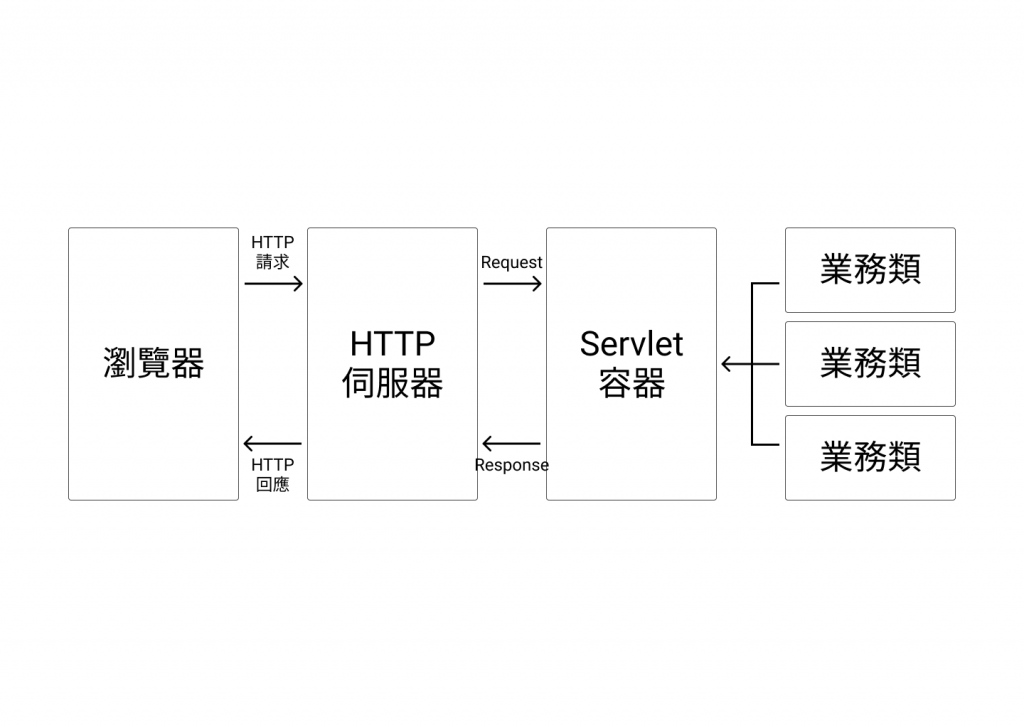 瀏覽器
HTTP
請求
HTTP
回應
HTTP
伺服器
Request
Response
Servlet
容器
業務類
業務類
業務類